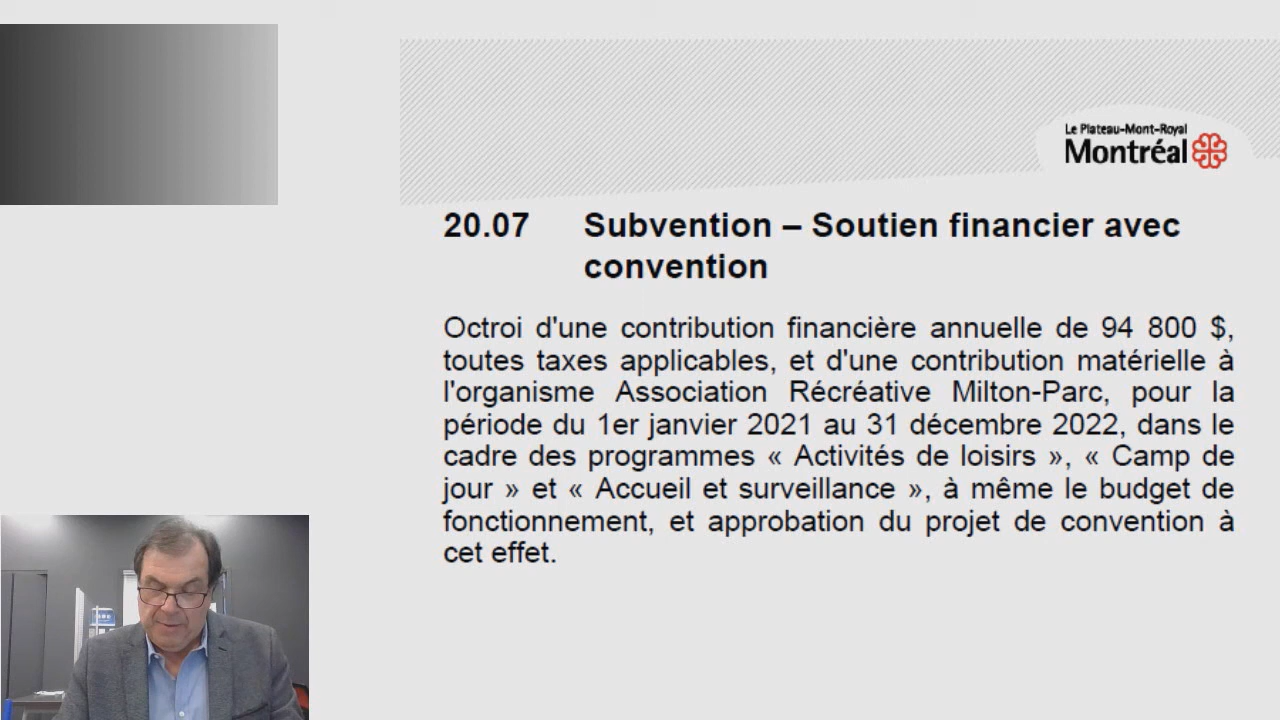 Le Plateau-Mont-Royal
Montréal
20.07 Subvention – Soutien financier avec
convention
Octroi d'une contribution financière annuelle de 94 800 $,
toutes taxes applicables, et d'une contribution matérielle à
l'organisme Association Récréative Milton-Parc, pour la
période du 1er janvier 2021 au 31 décembre 2022, dans le
cadre des programmes « Activités de loisirs », « Camp de
jour » et « Accueil et surveillance », à même le budget de
fonctionnement, et approbation du projet de convention à
cet effet.